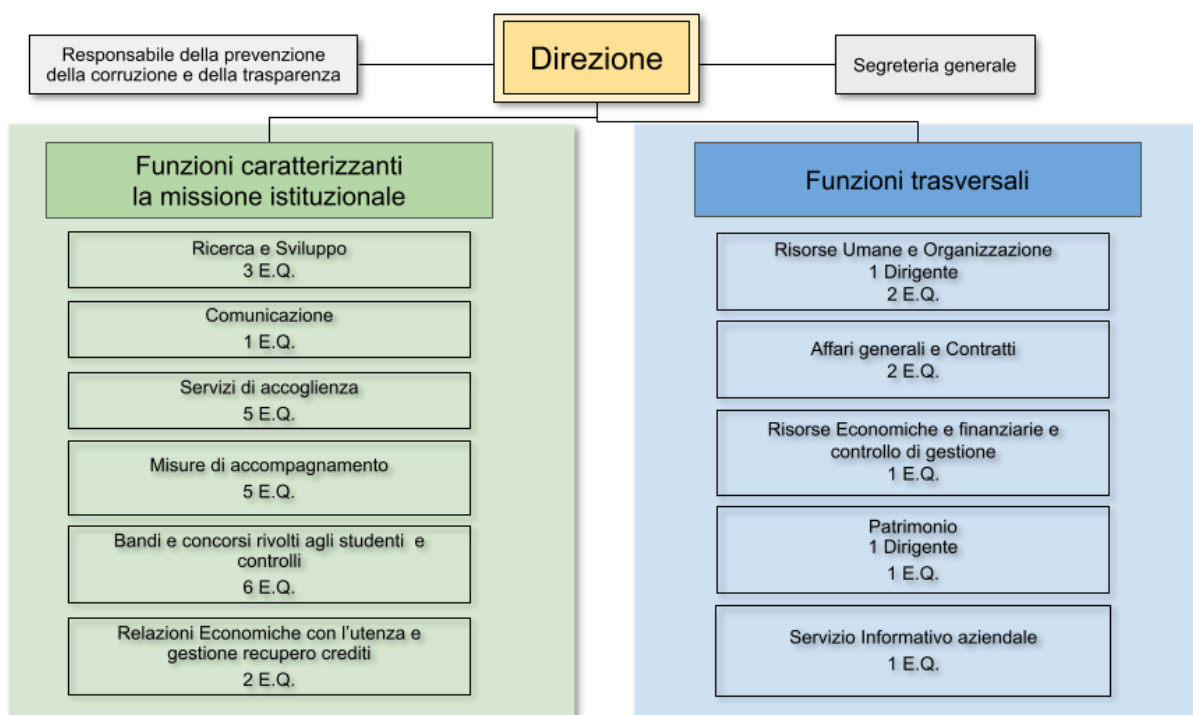 Responsabile della prevenzione
della corruzione e della trasparenza
Direzione
Segreteria generale
Funzioni caratterizzanti
la missione istituzionale
Ricerca e Sviluppo
3 E.Q.
Comunicazione
1 E.Q.
Servizi di accoglienza
5 E.Q.
Misure di accompagnamento
5 E.Q.
Bandi e concorsi rivolti agli studenti e
controlli
6 E.Q.
Relazioni Economiche con l'utenza e
gestione recupero crediti
2 E.Q.
Funzioni trasversali
Risorse Umane e Organizzazione
1 Dirigente
2 E.Q.
Affari generali e Contratti
2 E.Q.
Risorse Economiche e finanziarie e
controllo di gestione
1 E.Q.
Patrimonio
1 Dirigente
1 E.Q.
Servizio Informativo aziendale
1 E.Q.